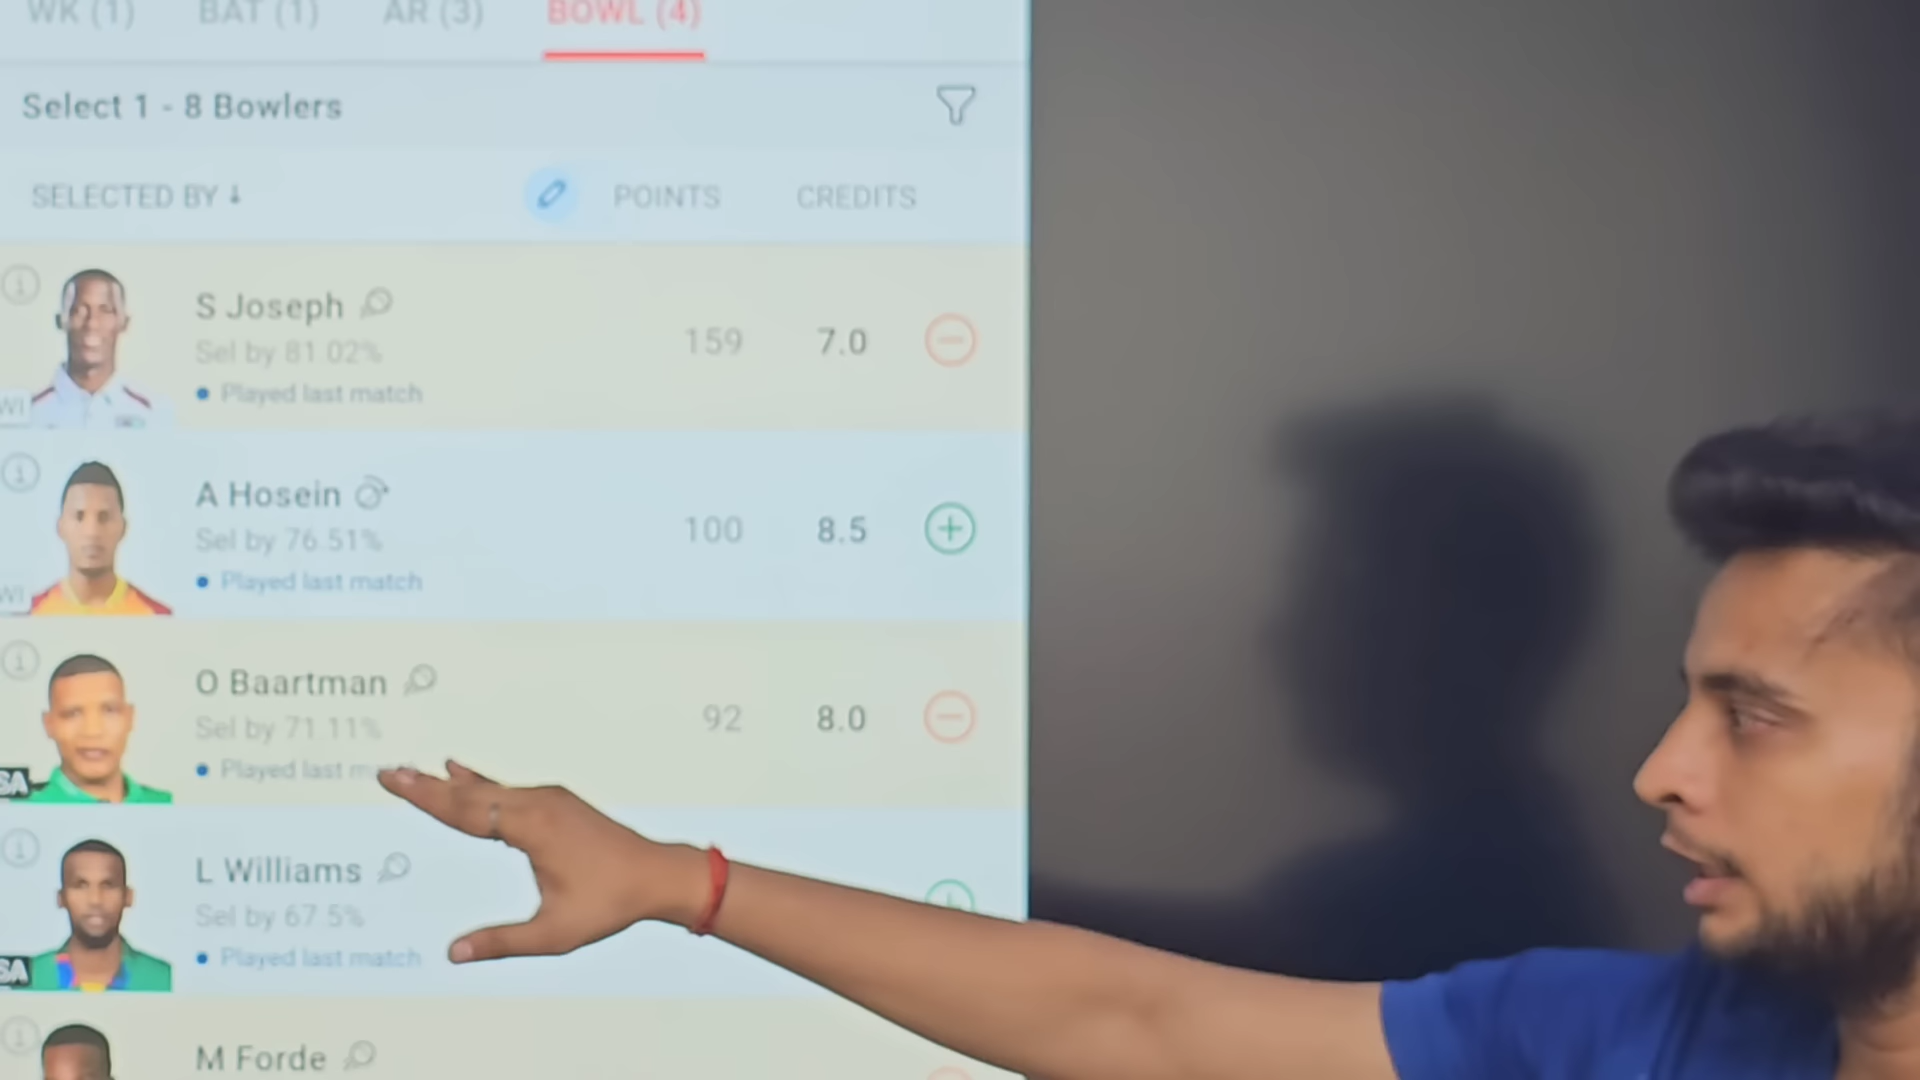 WK (1) BAT (1) AR (3) BOWL (4)
Select 1 - 8 Bowlers
SELECTED BY ↓ POINTS CREDITS
S Joseph
Sel by 81.02% 159 7.0
Played last match
WI
A Hosein
Sel by 76.51% 100 8.5
Played last match
WI
O Baartman
Sel by 71.11% 92 8.0
Played last
SA
L Williams
Sel by 67.5%
Played last match
SA
M Forde